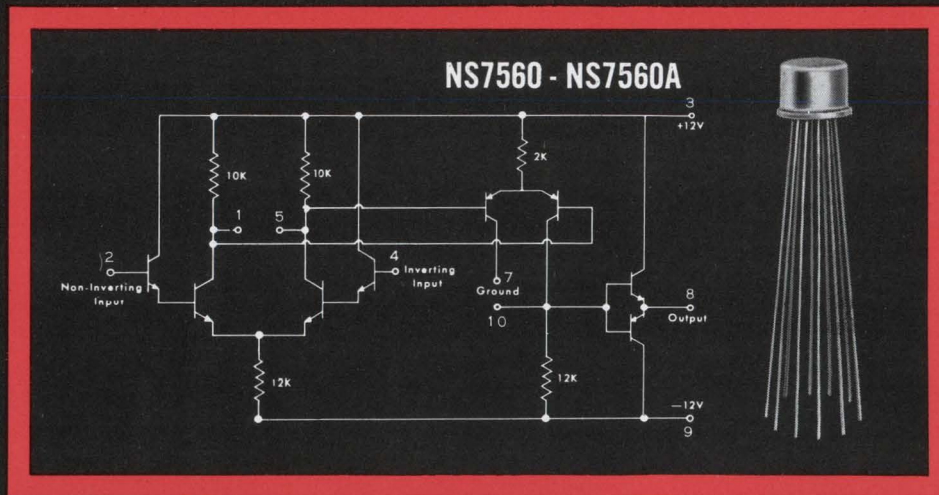 NS7560 - NS7560A
3
+12V
10K
10K
2K
1
5
2
Non-Inverting
Input
4
Inverting
Input
7
Ground
10
8
Output
12K
12K
—12V
9